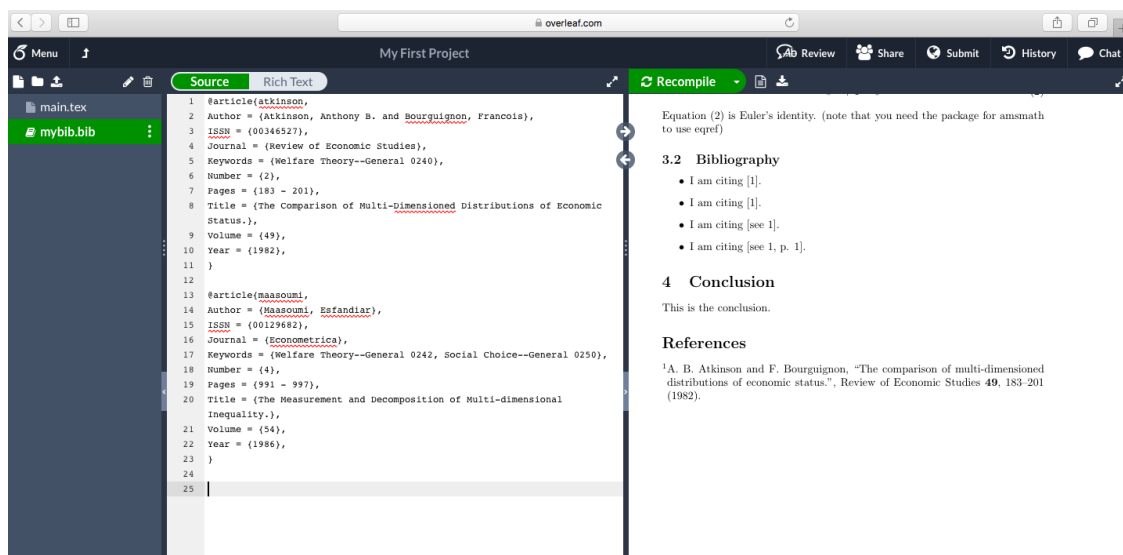 overleaf.com
Menu
My First Project
Review
Share
Submit
History
Chat
Source
Rich Text
Recompile
main.tex
mybib.bib
1 @article{atkinson,
2 Author = {Atkinson, Anthony B. and Bourguignon, Francois},
3 ISSN = {00346527},
4 Journal = {Review of Economic Studies},
5 Keywords = {Welfare Theory--General 0240},
6 Number = {2},
7 Pages = {183 - 201},
8 Title = {The Comparison of Multi-Dimensioned Distributions of Economic
Status.},
9 Volume = {49},
10 Year = {1982},
11 }
12
13 @article{maasoumi,
14 Author = {Maasoumi, Esfandiar},
15 ISSN = {00129682},
16 Journal = {Econometrica},
17 Keywords = {Welfare Theory--General 0242, Social Choice--General 0250},
18 Number = {4},
19 Pages = {991 - 997},
20 Title = {The Measurement and Decomposition of Multi-dimensional
Inequality.},
21 Volume = {54},
22 Year = {1986},
23 }
24
25
Equation (2) is Euler's identity. (note that you need the package for amsmath
to use eqref)
3.2 Bibliography
• I am citing [1].
• I am citing [1].
• I am citing [see 1].
• I am citing [see 1, p. 1].
4 Conclusion
This is the conclusion.
References
¹A. B. Atkinson and F. Bourguignon, “The comparison of multi-dimensioned
distributions of economic status.”, Review of Economic Studies 49, 183–201
(1982).